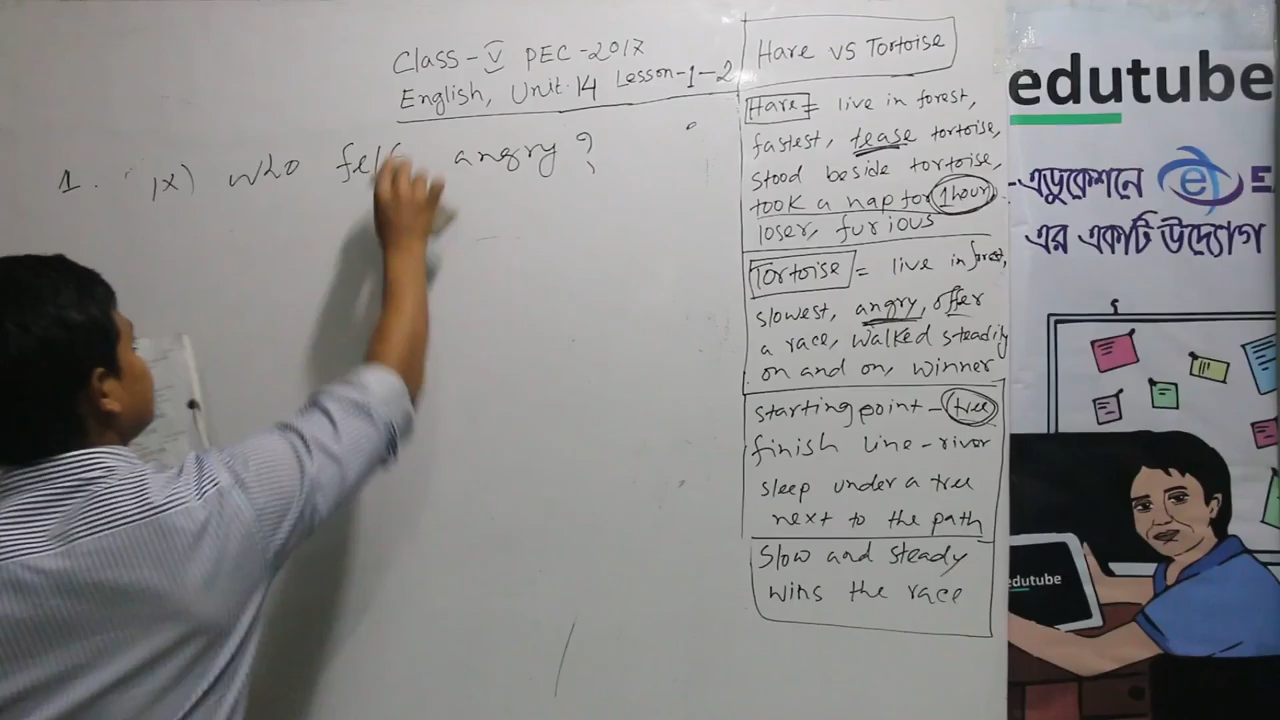 Class-V PEC-2017
English, Unit-14 Lesson-1-2
1. ix) who felt angry?
Hare vs Tortoise
Hare = live in forest,
fastest, tease tortoise,
stood beside tortoise,
took a nap for 1 hour
loser, furious
Tortoise = live in forest,
slowest, angry, offer
a race, walked steadily
on and on, winner
starting point - tree
finish line - river
sleep under a tree
next to the path
slow and steady
wins the race
edutube
-এডুকেশনে e E
এর একটি উদ্যোগ
edutube